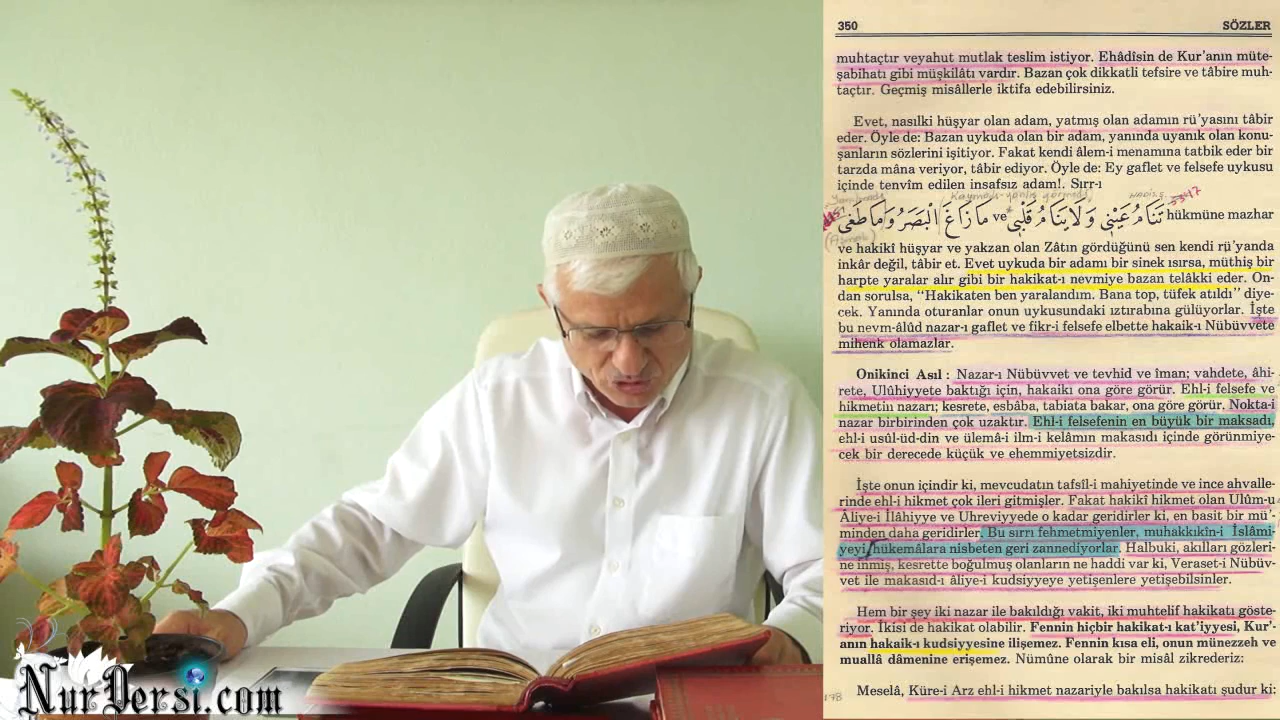 350 SÖZLER
muhtaçtır veyahut mutlak teslim istiyor. Ehâdîsin de Kur'anın müte-
şabihatı gibi müşkilâtı vardır. Bazan çok dikkatli tefsire ve tâbire muh-
taçtır. Geçmiş misâllerle iktifa edebilirsiniz.
Evet, nasılki hüşyar olan adam, yatmış olan adamın rü'yasını tâbir
eder. Öyle de: Bazan uykuda olan bir adam, yanında uyanık olan konu-
şanların sözlerini işitiyor. Fakat kendi âlem-i menamına tatbik eder bir
tarzda mâna veriyor, tâbir ediyor. Öyle de: Ey gaflet ve felsefe uykusu
içinde tenvîm edilen insafsız adam!. Sırr-ı
مَا زَاغَ الْبَصَرُ وَمَا طَغٰى ve تَنَامُ عَيْنٖى وَلَا يَنَامُ قَلْبٖى hükmüne mazhar
ve hakikî hüşyar ve yakzan olan Zâtın gördüğünü sen kendi rü'yanda
inkâr değil, tâbir et. Evet uykuda bir adamı bir sinek ısırsa, müthiş bir
harpte yaralar alır gibi bir hakikat-ı nevmiye bazan telâkki eder. On-
dan sorulsa, "Hakikaten ben yaralandım. Bana top, tüfek atıldı" diye-
cek. Yanında oturanlar onun uykusundaki ıztırabına gülüyorlar. İşte
bu nevm-âlûd nazar-ı gaflet ve fikr-i felsefe elbette hakaik-ı Nübüvvete
mihenk olamazlar.
Onikinci Asıl : Nazar-ı Nübüvvet ve tevhid ve îman; vahdete, âhi-
rete, Ulûhiyyete baktığı için, hakaikı ona göre görür. Ehl-i felsefe ve
hikmetin nazarı; kesrete, esbâba, tabiata bakar, ona göre görür. Nokta-i
nazar birbirinden çok uzaktır. Ehl-i felsefenin en büyük bir maksadı,
ehl-i usûl-üd-din ve ülemâ-i ilm-i kelâmın makasıdı içinde görünmiye-
cek bir derecede küçük ve ehemmiyetsizdir.
İşte onun içindir ki, mevcudatın tafsîl-i mahiyetinde ve ince ahvalle-
rinde ehl-i hikmet çok ileri gitmişler. Fakat hakikî hikmet olan Ulûm-u
Âliye-i İlâhiyye ve Uhreviyyede o kadar geridirler ki, en basit bir mü'-
minden daha geridirler. Bu sırrı fehmetmiyenler, muhakkıkîn-i İslâmi-
yeyi, hükemâlara nisbeten geri zannediyorlar. Halbuki, akılları gözleri-
ne inmiş, kesrette boğulmuş olanların ne haddi var ki, Veraset-i Nübüv-
vet ile makasıd-ı âliye-i kudsiyyeye yetişenlere yetişebilsinler.
Hem bir şey iki nazar ile bakıldığı vakit, iki muhtelif hakikatı göste-
riyor. İkisi de hakikat olabilir. Fennin hiçbir hakikat-ı kat'iyyesi, Kur'-
anın hakaik-ı kudsiyyesine ilişemez. Fennin kısa eli, onun münezzeh ve
muallâ dâmenine erişemez. Nümûne olarak bir misâl zikrederiz:
Meselâ, Küre-i Arz ehl-i hikmet nazariyle bakılsa hakikatı şudur ki:
NurDersi.com